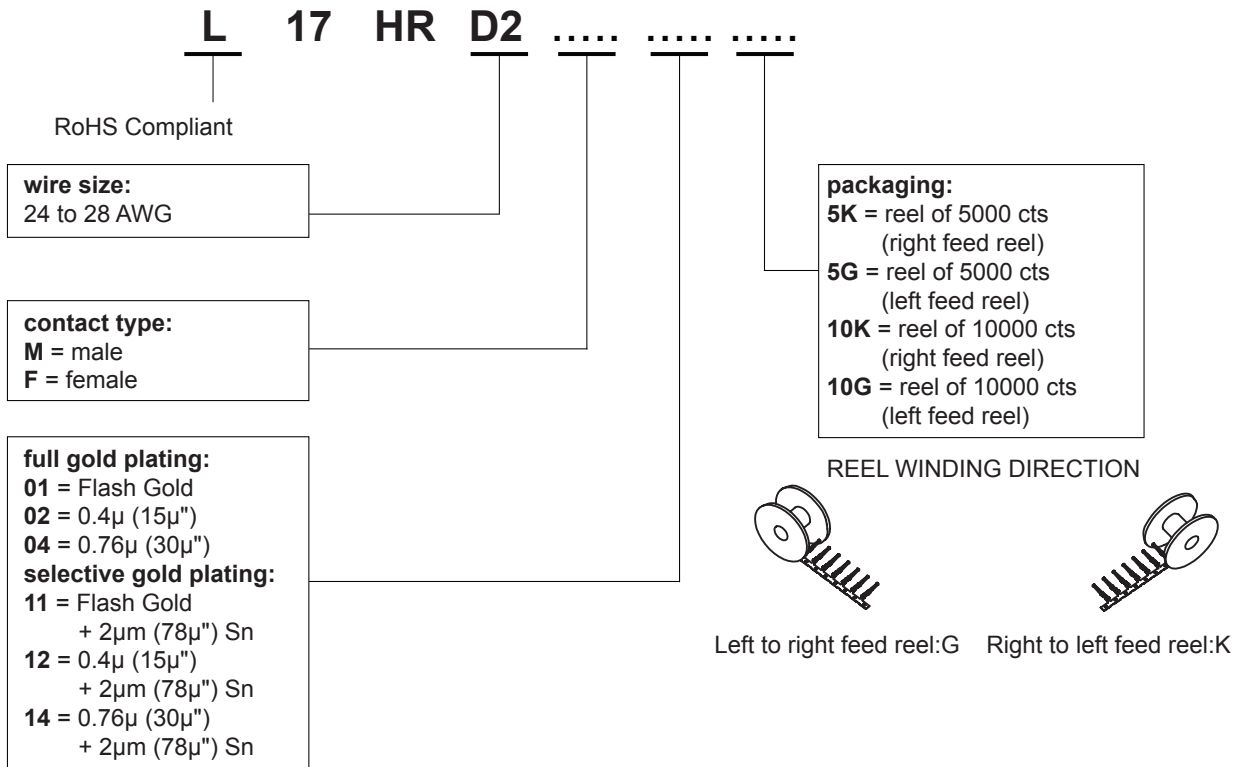 L 17 HR D2 ..... ..... .....
RoHS Compliant
wire size:
24 to 28 AWG
contact type:
M = male
F = female
full gold plating:
01 = Flash Gold
02 = 0.4µ (15µ")
04 = 0.76µ (30µ")
selective gold plating:
11 = Flash Gold
+ 2µm (78µ") Sn
12 = 0.4µ (15µ")
+ 2µm (78µ") Sn
14 = 0.76µ (30µ")
+ 2µm (78µ") Sn
packaging:
5K = reel of 5000 cts
(right feed reel)
5G = reel of 5000 cts
(left feed reel)
10K = reel of 10000 cts
(right feed reel)
10G = reel of 10000 cts
(left feed reel)
REEL WINDING DIRECTION
Left to right feed reel:G
Right to left feed reel:K